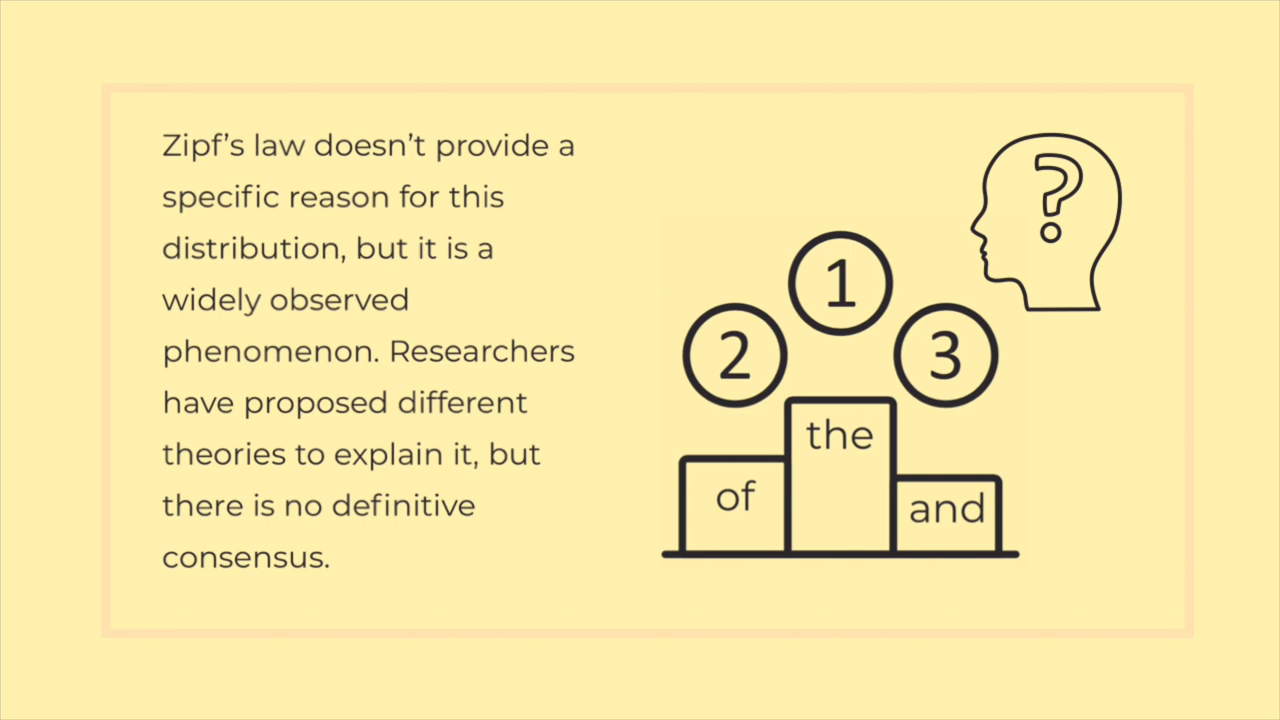 Zipf’s law doesn’t provide a
specific reason for this
distribution, but it is a
widely observed
phenomenon. Researchers
have proposed different
theories to explain it, but
there is no definitive
consensus.
?
1
2
3
the
of
and